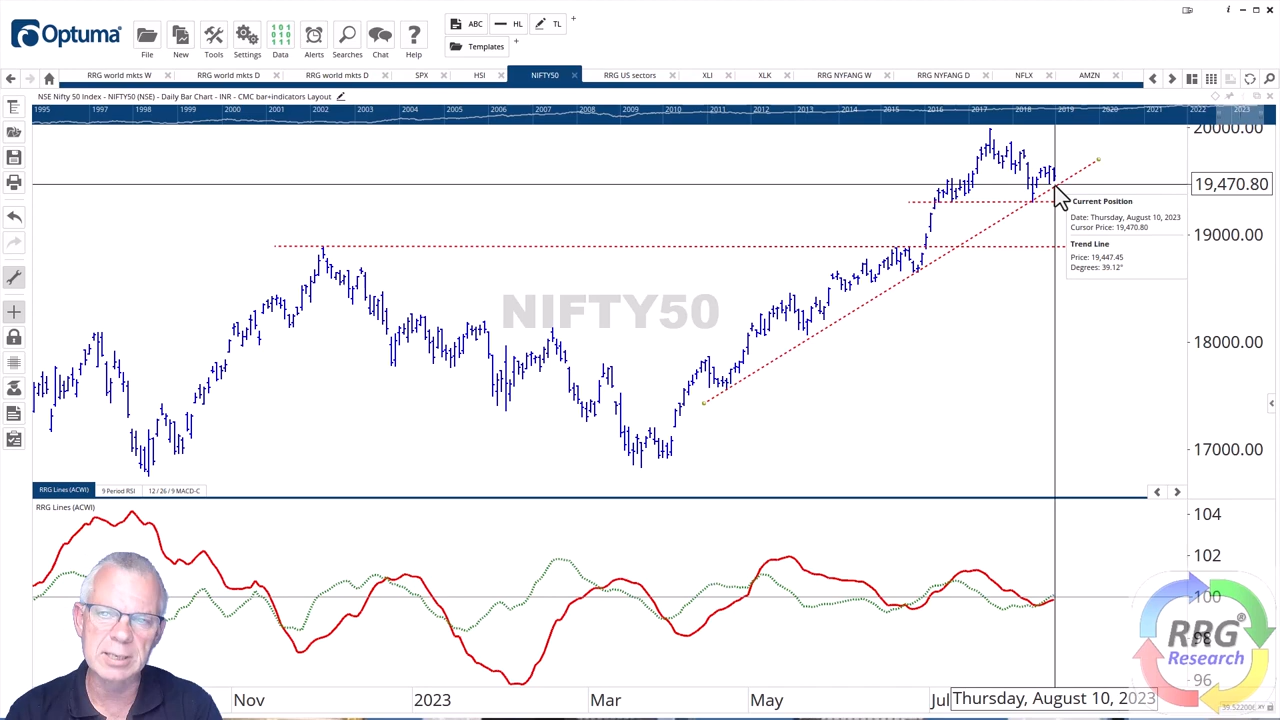 Optuma
File
New
Tools
Settings
Data
Alerts
Searches
Chat
Help
ABC
HL
TL
Templates
RRG world mkts W
RRG world mkts D
RRG world mkts D
SPX
HSI
NIFTY50
RRG US sectors
XLI
XLK
RRG NYFANG W
RRG NYFANG D
NFLX
AMZN
NSE Nifty 50 Index - NIFTY50 (NSE) - Daily Bar Chart - INR - CMC bar+indicators Layout
1995 1996 1997 1998 1999 2000 2001 2002 2003 2004 2005 2006 2007 2008 2009 2010 2011 2012 2013 2014 2015 2016 2017 2018 2019 2020 2021 2022 2023
20000.00
19,470.80
Current Position
Date: Thursday, August 10, 2023
Cursor Price: 19,470.80
Trend Line
Price: 19,447.45
Degrees: 39.12°
19000.00
NIFTY50
18000.00
17000.00
RRG Lines (ACWI)
9 Period RSI
12 / 26 / 9 MACD-C
RRG Lines (ACWI)
104
102
100
98
96
RRG®
Research
Nov
2023
Mar
May
Jul
Thursday, August 10, 2023